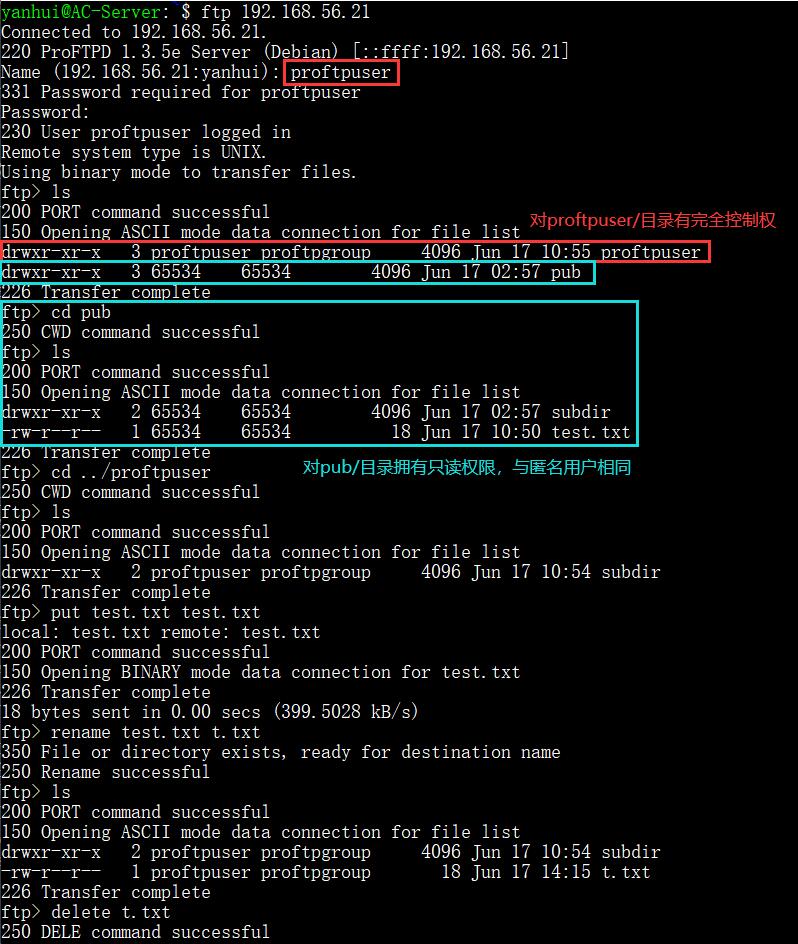 yanhui@AC-Server:~$ ftp 192.168.56.21
Connected to 192.168.56.21.
220 ProFTPD 1.3.5e Server (Debian) [::ffff:192.168.56.21]
Name (192.168.56.21:yanhui): proftpuser
331 Password required for proftpuser
Password:
230 User proftpuser logged in
Remote system type is UNIX.
Using binary mode to transfer files.
ftp> ls
200 PORT command successful
150 Opening ASCII mode data connection for file list
对proftpuser/目录有完全控制权
drwxr-xr-x   3 proftpuser proftpgroup     4096 Jun 17 10:55 proftpuser
drwxr-xr-x   3 65534    65534        4096 Jun 17 02:57 pub
226 Transfer complete
ftp> cd pub
250 CWD command successful
ftp> ls
200 PORT command successful
150 Opening ASCII mode data connection for file list
drwxr-xr-x   2 65534    65534        4096 Jun 17 02:57 subdir
-rw-r--r--   1 65534    65534          18 Jun 17 10:50 test.txt
226 Transfer complete
对pub/目录拥有只读权限，与匿名用户相同
ftp> cd ../proftpuser
250 CWD command successful
ftp> ls
200 PORT command successful
150 Opening ASCII mode data connection for file list
drwxr-xr-x   2 proftpuser proftpgroup     4096 Jun 17 10:54 subdir
226 Transfer complete
ftp> put test.txt test.txt
local: test.txt remote: test.txt
200 PORT command successful
150 Opening BINARY mode data connection for test.txt
226 Transfer complete
18 bytes sent in 0.00 secs (399.5028 kB/s)
ftp> rename test.txt t.txt
350 File or directory exists, ready for destination name
250 Rename successful
ftp> ls
200 PORT command successful
150 Opening ASCII mode data connection for file list
drwxr-xr-x   2 proftpuser proftpgroup     4096 Jun 17 10:54 subdir
-rw-r--r--   1 proftpuser proftpgroup       18 Jun 17 14:15 t.txt
226 Transfer complete
ftp> delete t.txt
250 DELE command successful